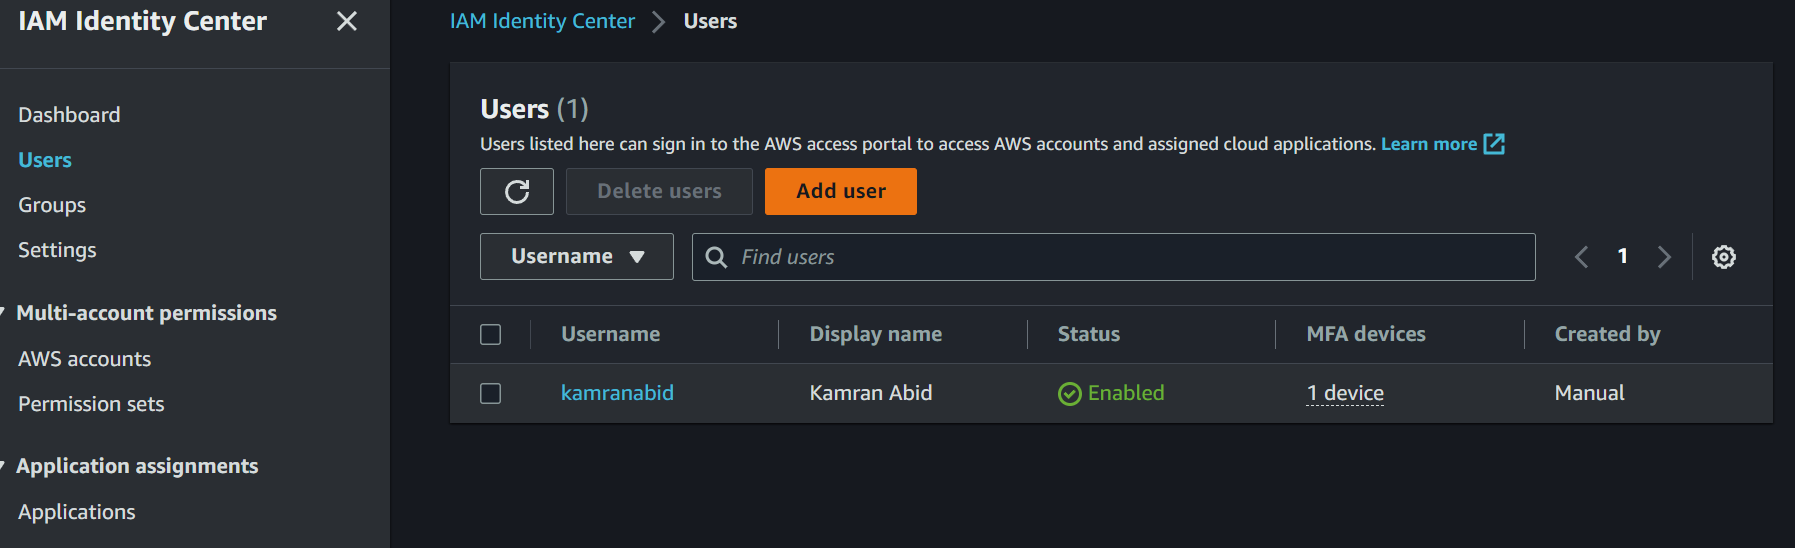 IAM Identity Center
Dashboard
Users
Groups
Settings
Multi-account permissions
AWS accounts
Permission sets
Application assignments
Applications
IAM Identity Center > Users
Users (1)
Users listed here can sign in to the AWS access portal to access AWS accounts and assigned cloud applications. Learn more
Delete users Add user
Username Find users 1
Username Display name Status MFA devices Created by
kamranabid Kamran Abid Enabled 1 device Manual